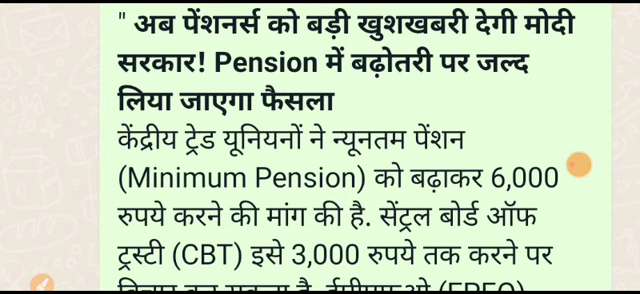 " अब पेंशनर्स को बड़ी खुशखबरी देगी मोदी
सरकार! Pension में बढ़ोतरी पर जल्द
लिया जाएगा फैसला
केंद्रीय ट्रेड यूनियनों ने न्यूनतम पेंशन
(Minimum Pension) को बढ़ाकर 6,000
रुपये करने की मांग की है. सेंट्रल बोर्ड ऑफ
ट्रस्टी (CBT) इसे 3,000 रुपये तक करने पर